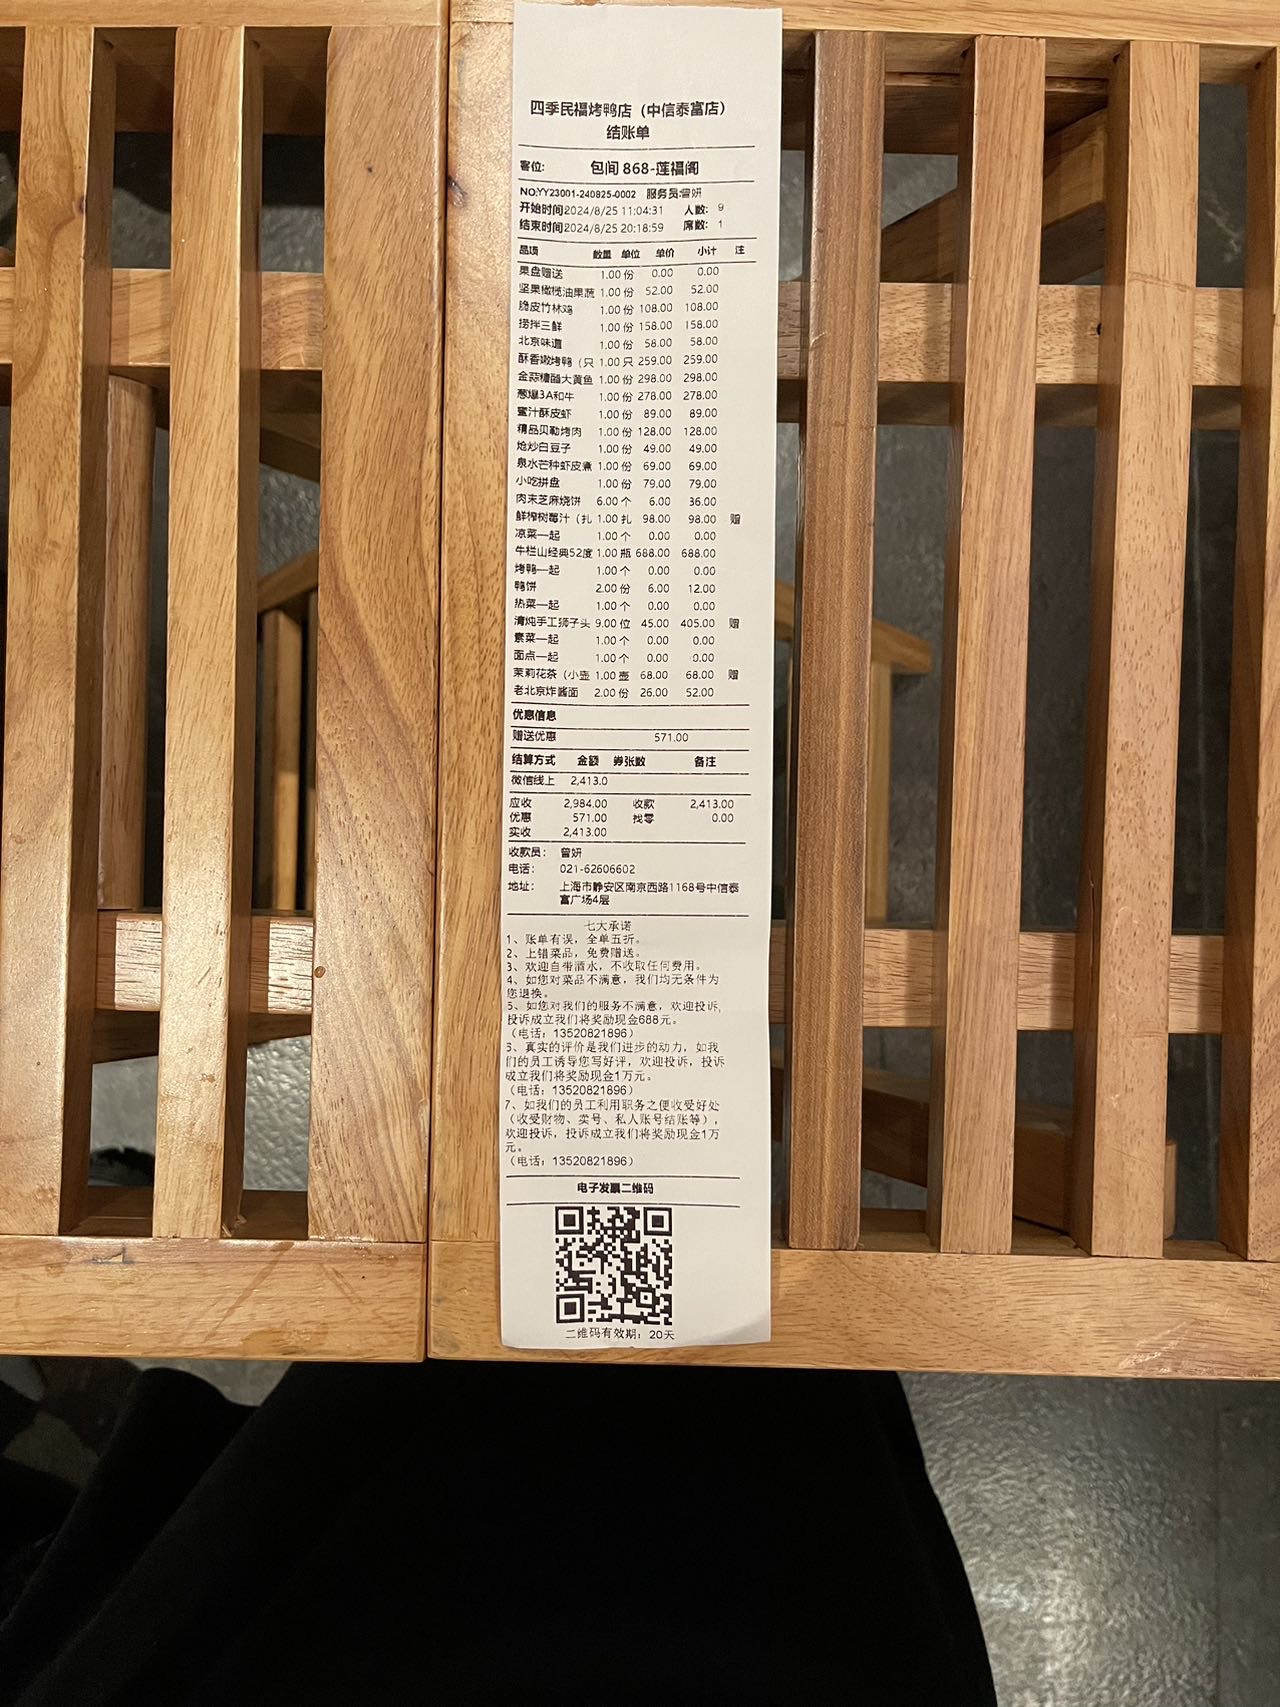 四季民福烤鸭店（中信泰富店）
结账单
客位： 包间 868-莲福阁
NO:YY23001-240825-0002 服务员:曾妍
开始时间2024/8/25 11:04:31 人数： 9
结束时间2024/8/25 20:18:59 席数： 1
品项 数量 单位 单价 小计 注
果盘赠送 1.00 份 0.00 0.00
坚果橄榄油果蔬 1.00 份 52.00 52.00
脆皮竹林鸡 1.00 份 108.00 108.00
捞拌三鲜 1.00 份 158.00 158.00
北京味道 1.00 份 58.00 58.00
酥香嫩烤鸭（只 1.00 只 259.00 259.00
金蒜糖醋大黄鱼 1.00 份 298.00 298.00
葱爆3A和牛 1.00 份 278.00 278.00
蜜汁酥皮虾 1.00 份 89.00 89.00
精品贝勒烤肉 1.00 份 128.00 128.00
炝炒白豆子 1.00 份 49.00 49.00
泉水芒种虾皮煮 1.00 份 69.00 69.00
小吃拼盘 1.00 份 79.00 79.00
肉末芝麻烧饼 6.00 个 6.00 36.00
鲜榨树莓汁（扎 1.00 扎 98.00 98.00 赠
凉菜一起 1.00 个 0.00 0.00
牛栏山经典52度 1.00 瓶 688.00 688.00
烤鸭一起 1.00 个 0.00 0.00
鸭饼 2.00 份 6.00 12.00
热菜一起 1.00 个 0.00 0.00
清炖手工狮子头 9.00 位 45.00 405.00 赠
素菜一起 1.00 个 0.00 0.00
面点一起 1.00 个 0.00 0.00
茉莉花茶（小壶 1.00 壶 68.00 68.00 赠
老北京炸酱面 2.00 份 26.00 52.00
优惠信息
赠送优惠 571.00
结算方式 金额 券张数 备注
微信线上 2,413.0
应收 2,984.00 收款 2,413.00
优惠 571.00 找零 0.00
实收 2,413.00
收款员： 曾妍
电话： 021-62606602
地址： 上海市静安区南京西路1168号中信泰
富广场4层
七大承诺
1、账单有误，全单五折。
2、上错菜品，免费赠送。
3、欢迎自带酒水，不收取任何费用。
4、如您对菜品不满意，我们均无条件为
您退换。
5、如您对我们的服务不满意，欢迎投诉，
投诉成立我们将奖励现金688元。
（电话：13520821896）
6、真实的评价是我们进步的动力，如我
们的员工诱导您写好评，欢迎投诉，投诉
成立我们将奖励现金1万元。
（电话：13520821896）
7、如我们的员工利用职务之便收受好处
（收受财物、卖号、私人账号结账等），
欢迎投诉，投诉成立我们将奖励现金1万
元。
（电话：13520821896）
电子发票二维码
二维码有效期：20天